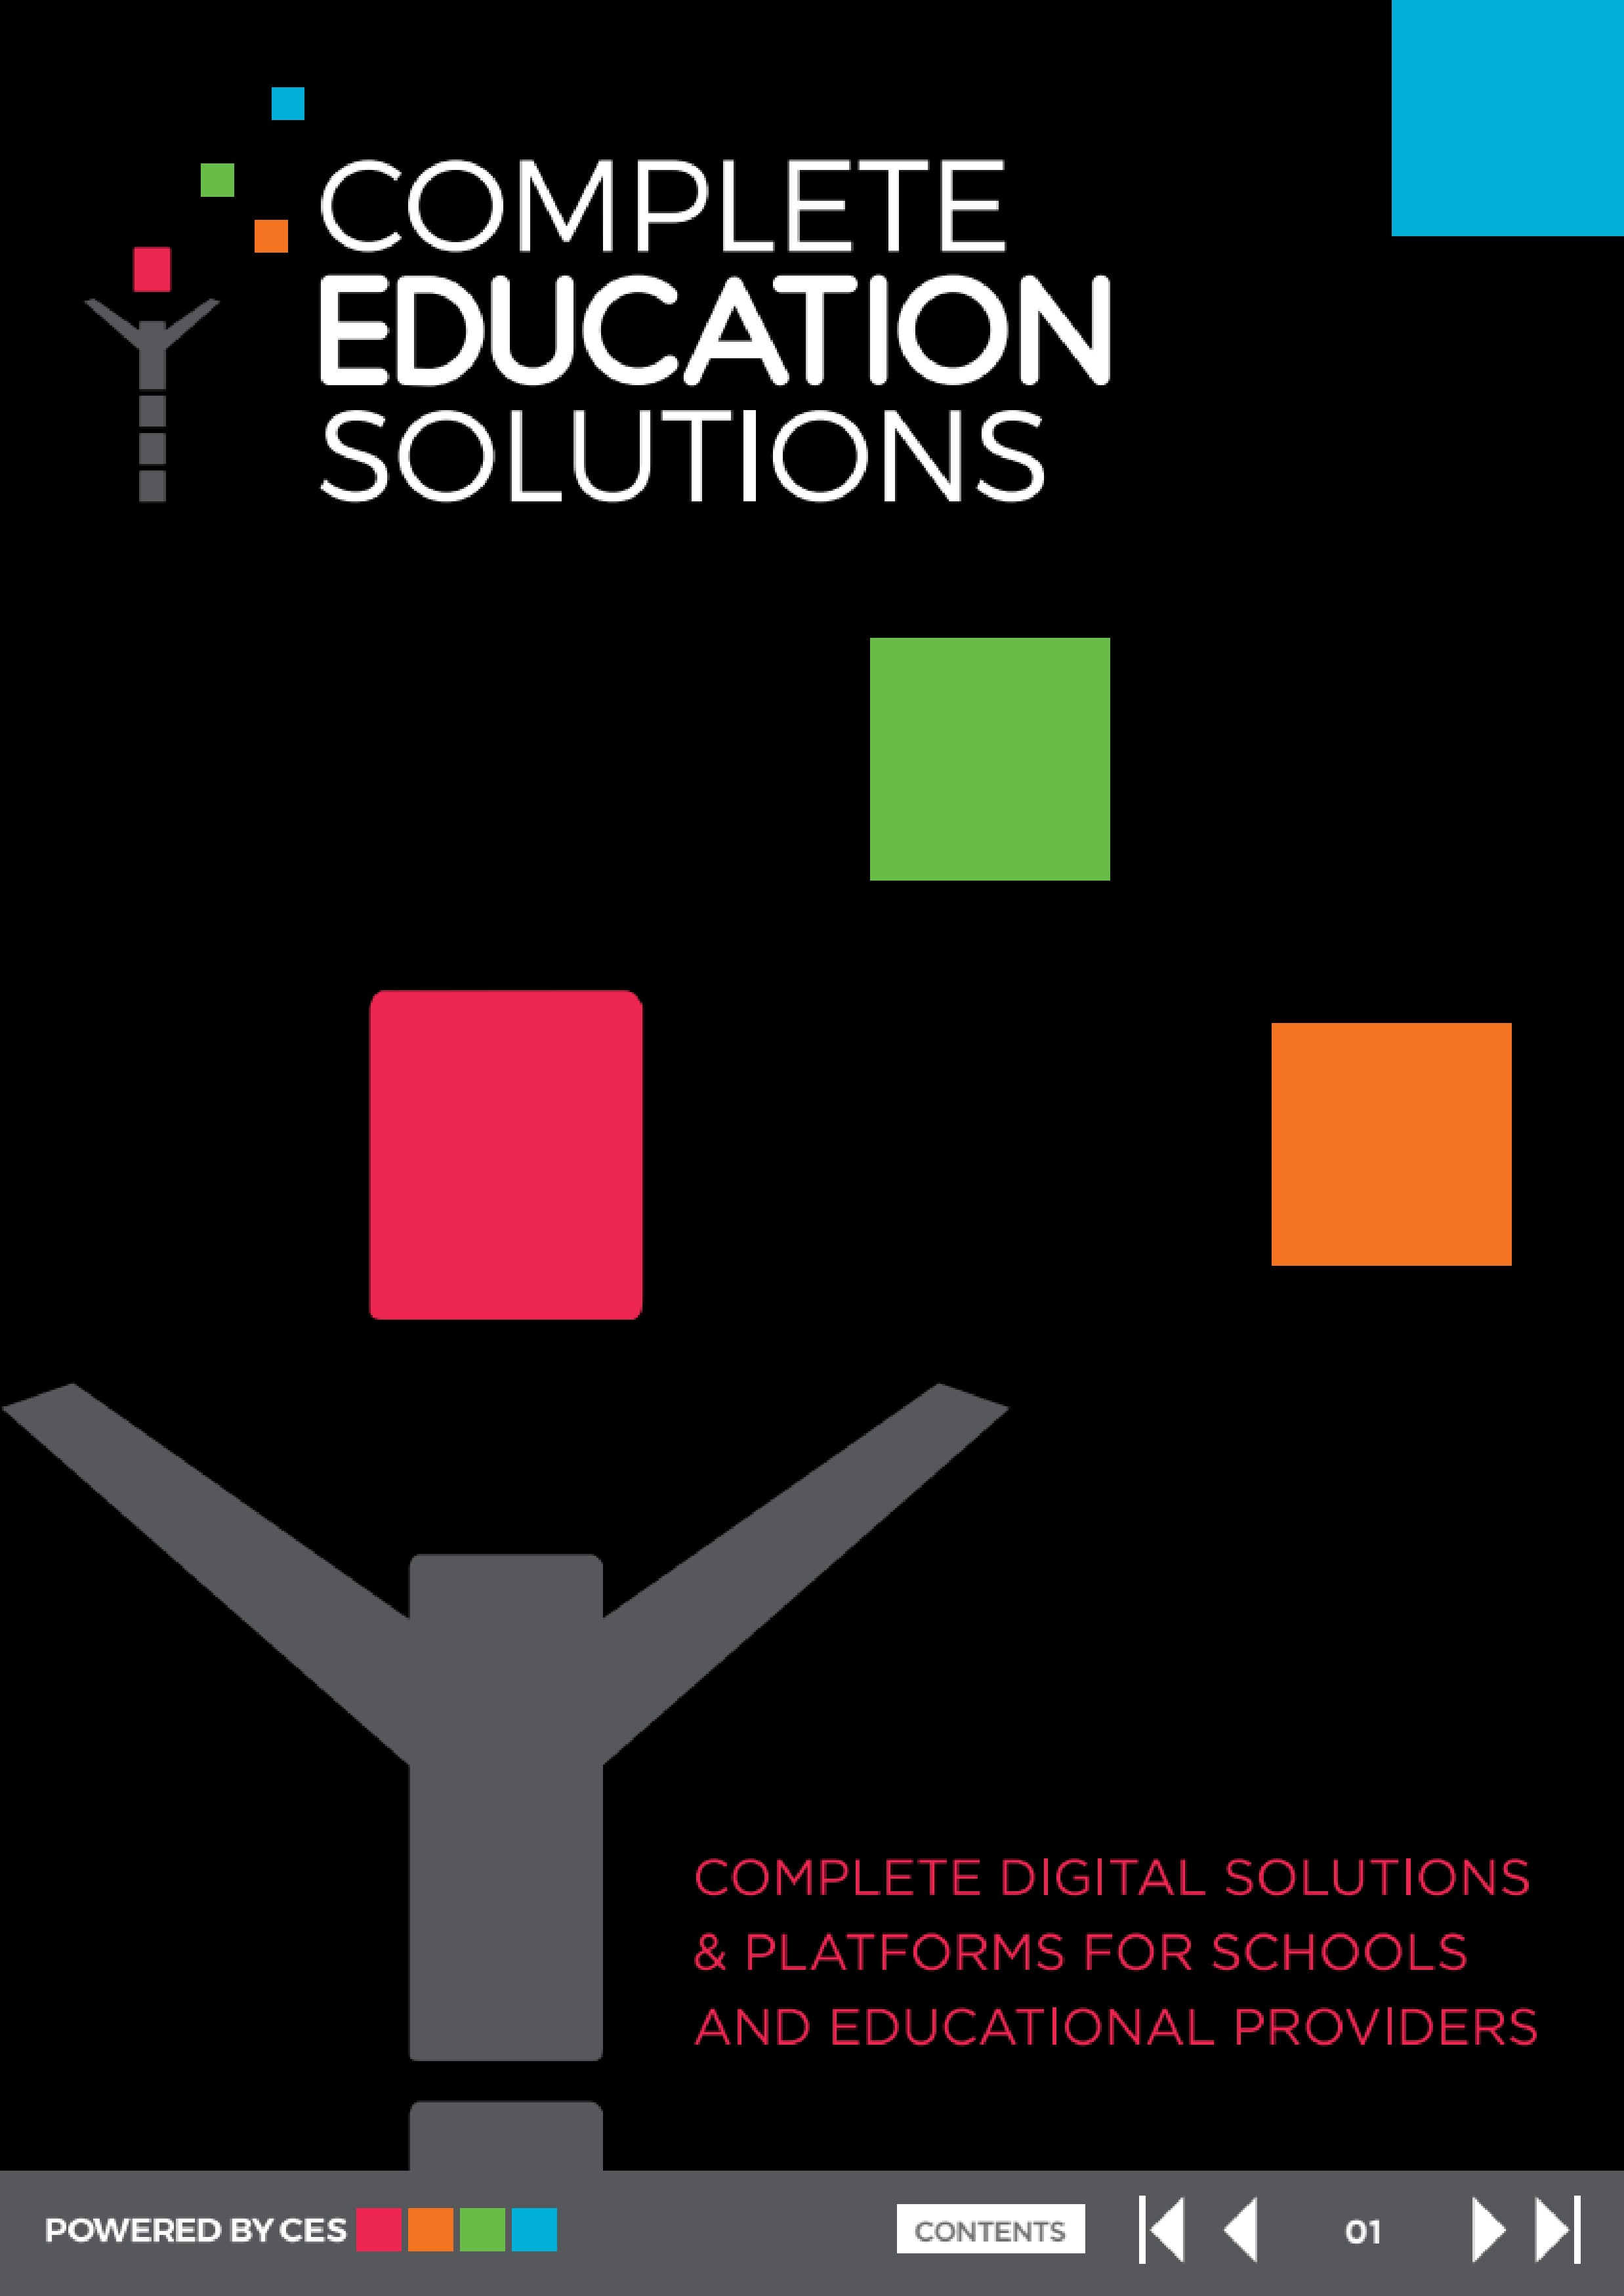 COMPLETE
EDUCATION
SOLUTIONS
COMPLETE DIGITAL SOLUTIONS
& PLATFORMS FOR SCHOOLS
AND EDUCATIONAL PROVIDERS
POWERED BY CES
CONTENTS
01